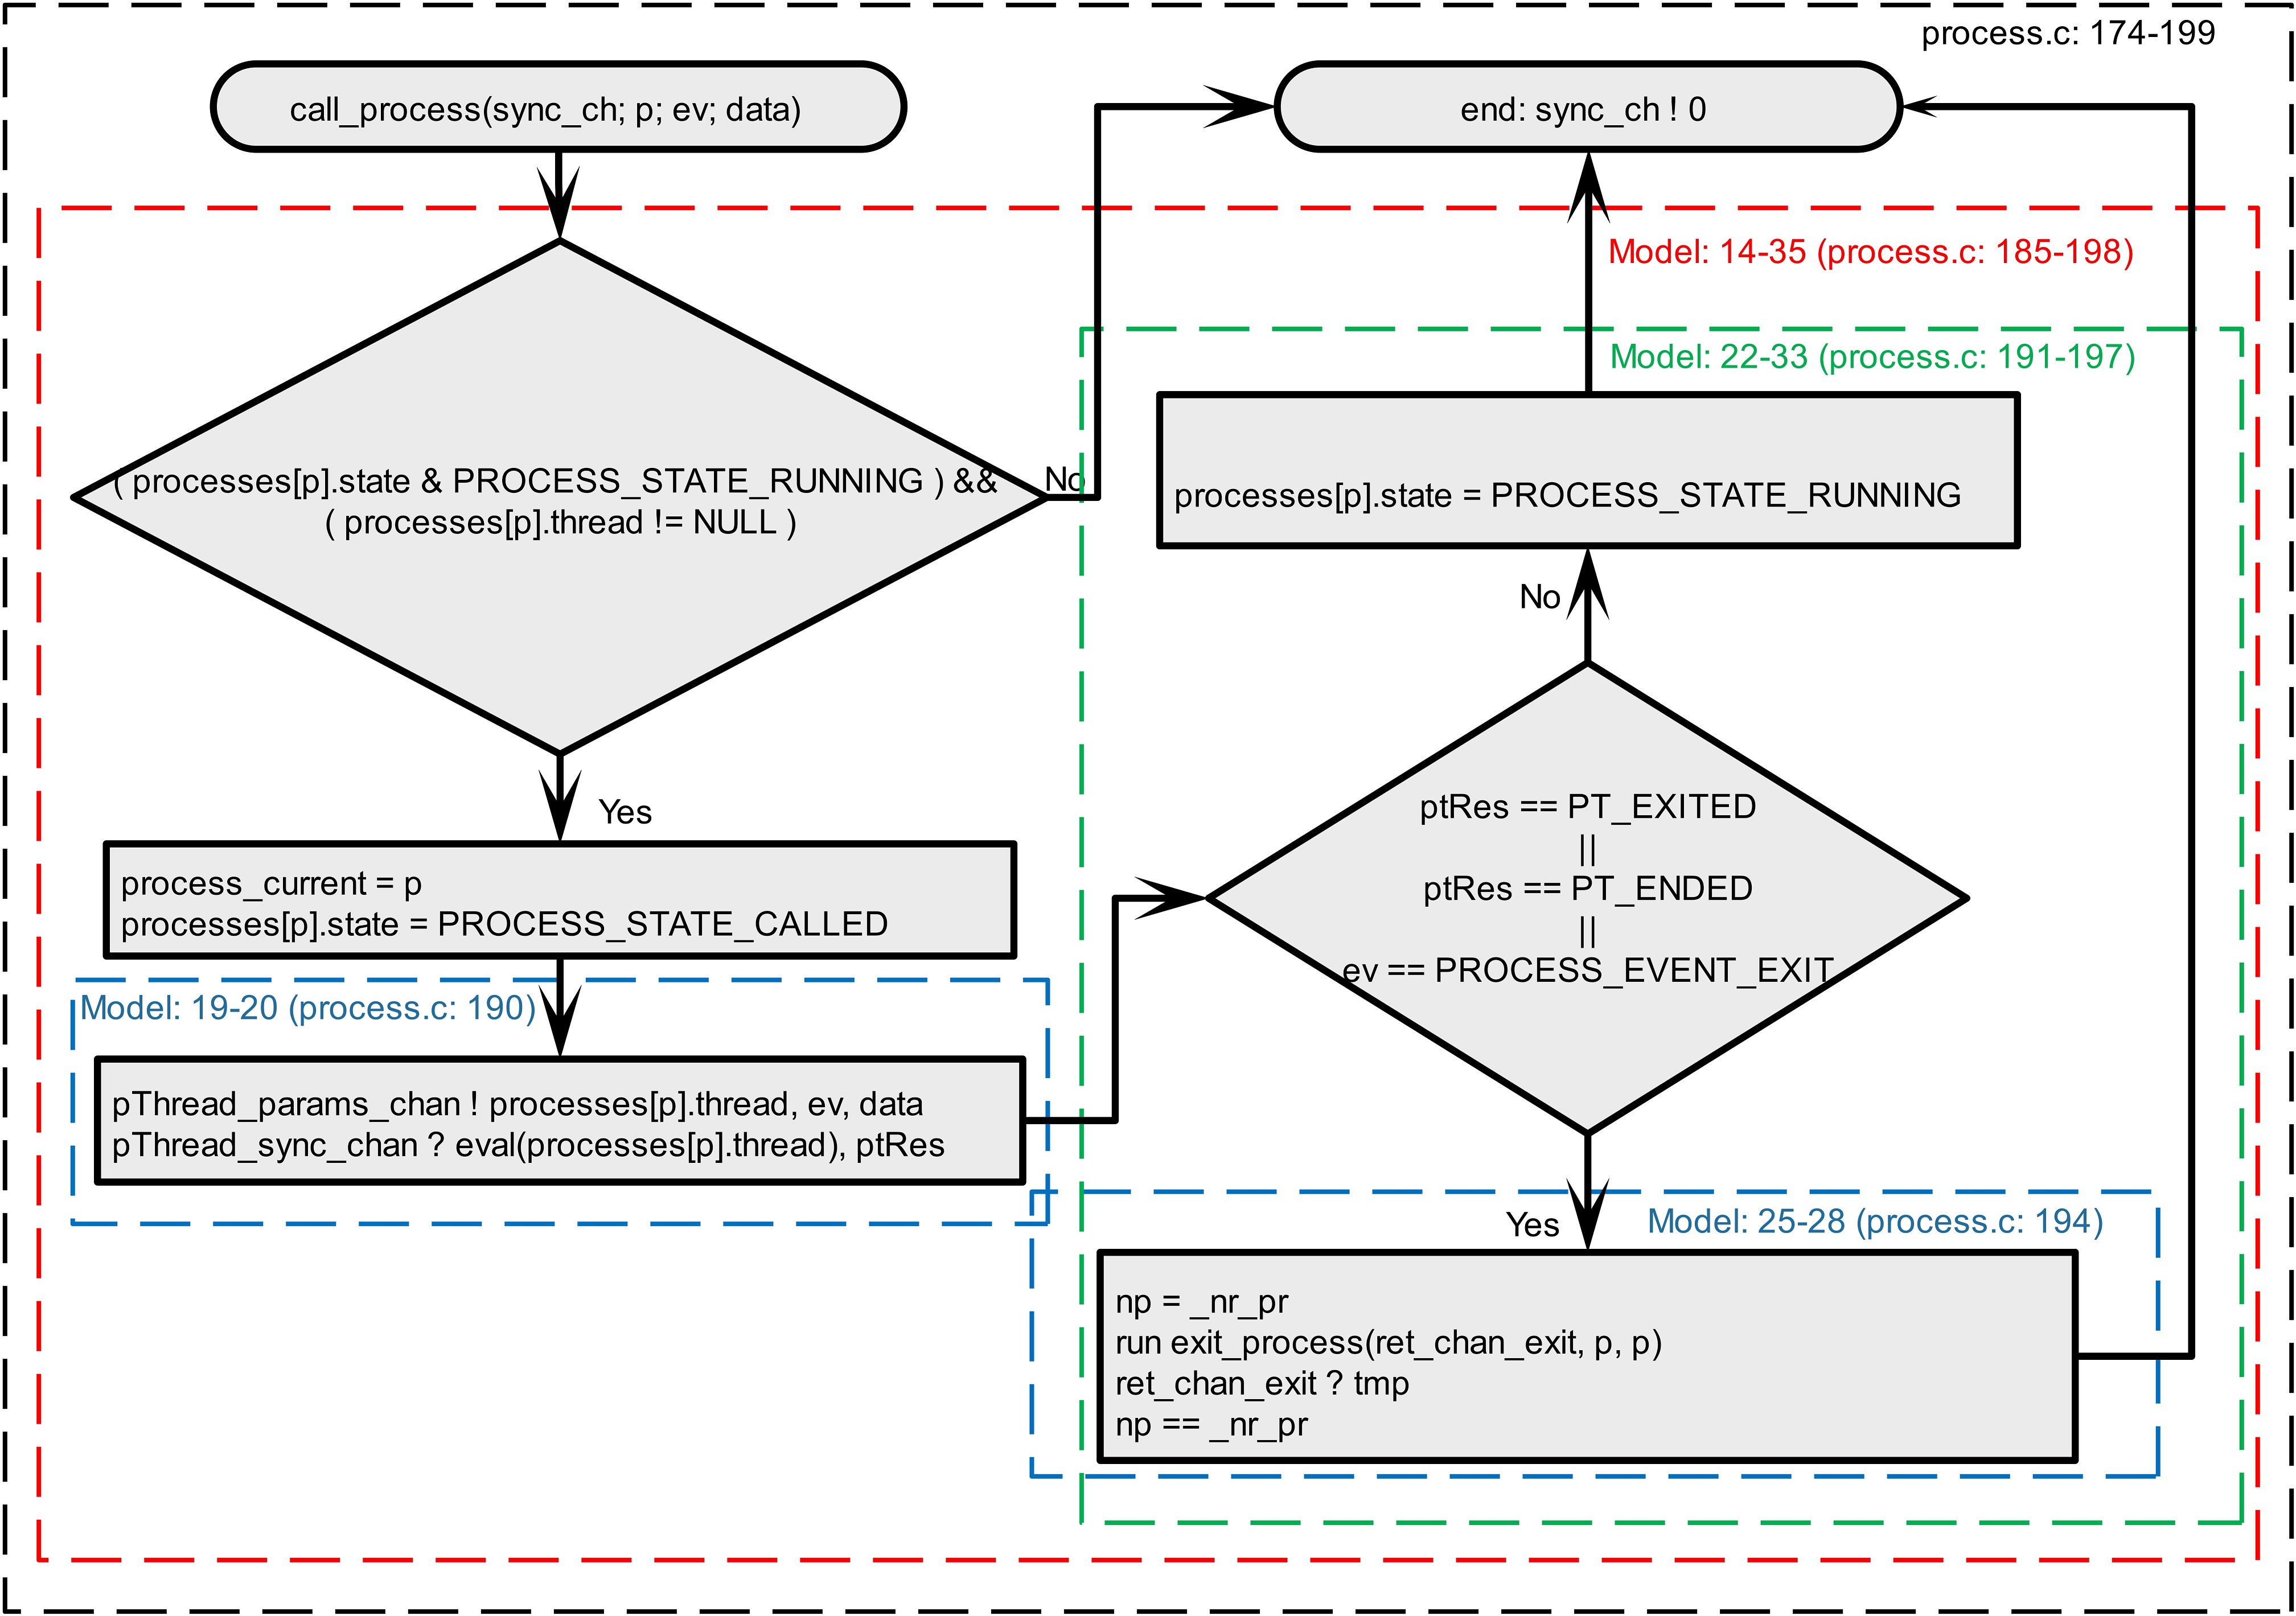 process.c: 174-199
call_process(sync_ch; p; ev; data)
end: sync_ch ! 0
Model: 14-35 (process.c: 185-198)
Model: 22-33 (process.c: 191-197)
( processes[p].state & PROCESS_STATE_RUNNING ) &&
( processes[p].thread != NULL )
No
processes[p].state = PROCESS_STATE_RUNNING
No
Yes
process_current = p
processes[p].state = PROCESS_STATE_CALLED
ptRes == PT_EXITED
||
ptRes == PT_ENDED
||
ev == PROCESS_EVENT_EXIT
Model: 19-20 (process.c: 190)
pThread_params_chan ! processes[p].thread, ev, data
pThread_sync_chan ? eval(processes[p].thread), ptRes
Yes
Model: 25-28 (process.c: 194)
np = _nr_pr
run exit_process(ret_chan_exit, p, p)
ret_chan_exit ? tmp
np == _nr_pr